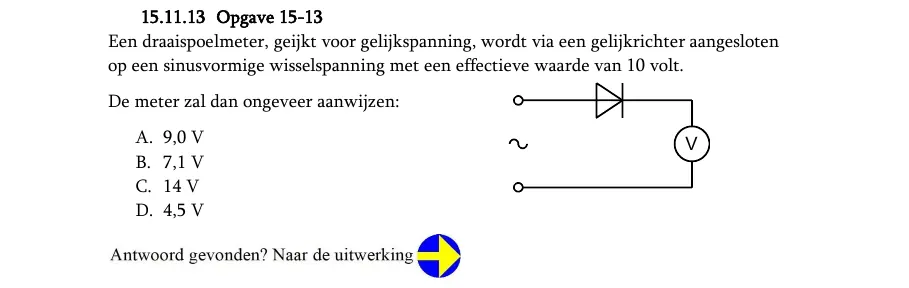 15.11.13 Opgave 15-13
Een draaispoelmeter, geijkt voor gelijkspanning, wordt via een gelijkrichter aangesloten
op een sinusvormige wisselspanning met een effectieve waarde van 10 volt.
De meter zal dan ongeveer aanwijzen:
A. 9,0 V
B. 7,1 V
C. 14 V
D. 4,5 V
~
V
Antwoord gevonden? Naar de uitwerking